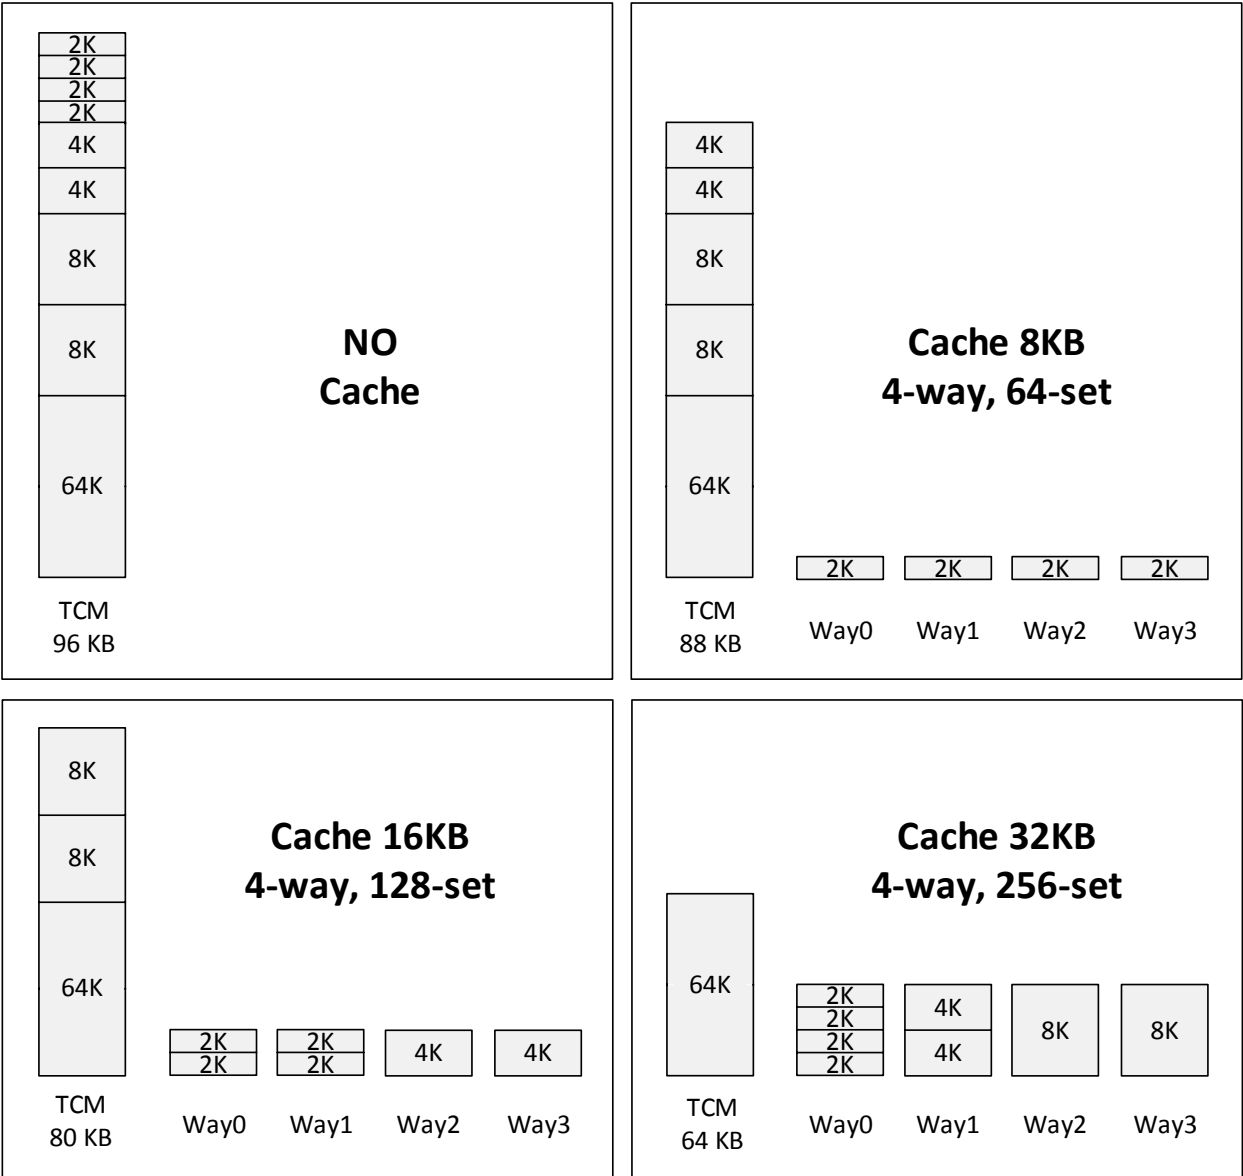 2K
2K
2K
2K
4K
4K
8K
8K
64K
NO
Cache
TCM
96 KB
4K
4K
8K
8K
64K
Cache 8KB
4-way, 64-set
2K 2K 2K 2K
TCM
88 KB
Way0 Way1 Way2 Way3
8K
8K
64K
Cache 16KB
4-way, 128-set
2K 2K
2K 2K
4K 4K
TCM
80 KB
Way0 Way1 Way2 Way3
64K
Cache 32KB
4-way, 256-set
2K
2K
2K
2K
4K
4K
8K
8K
TCM
64 KB
Way0 Way1 Way2 Way3